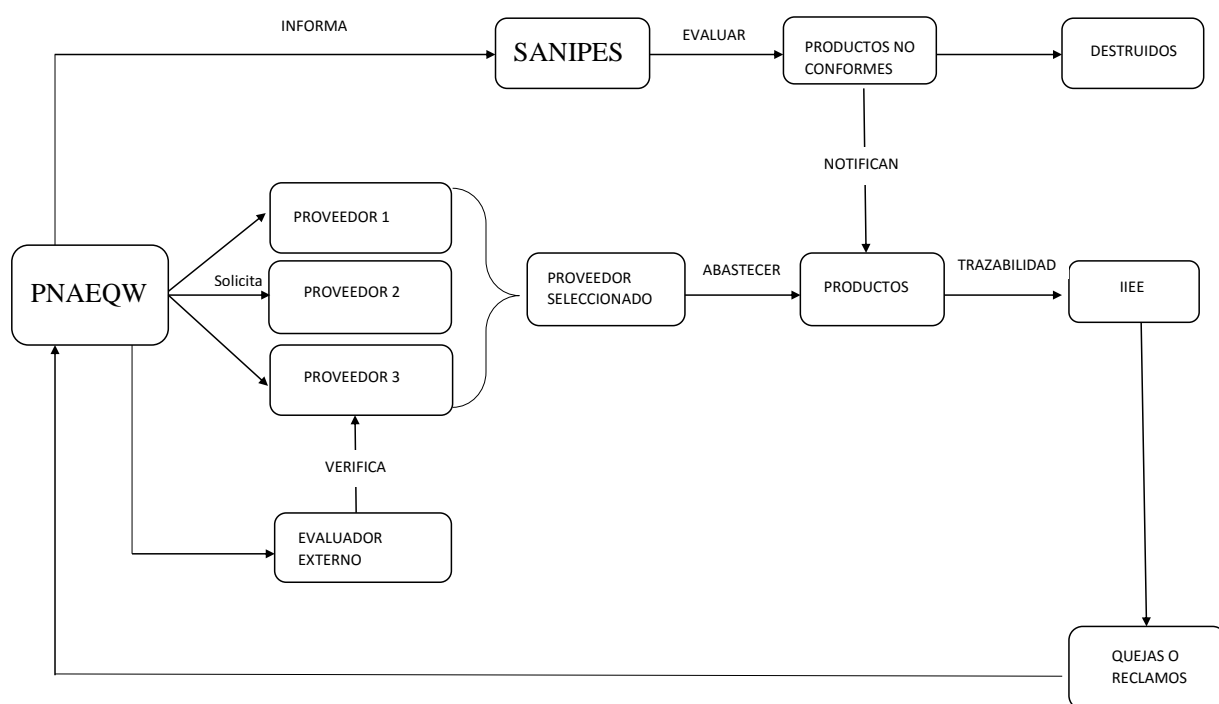 INFORMA
SANIPES
EVALUAR
PRODUCTOS NO
CONFORMES
DESTRUIDOS
NOTIFICAN
PNAEQW
Solicita
PROVEEDOR 1
PROVEEDOR 2
PROVEEDOR 3
PROVEEDOR
SELECCIONADO
ABASTECER
PRODUCTOS
TRAZABILIDAD
IIEE
VERIFICA
EVALUADOR
EXTERNO
QUEJAS O
RECLAMOS